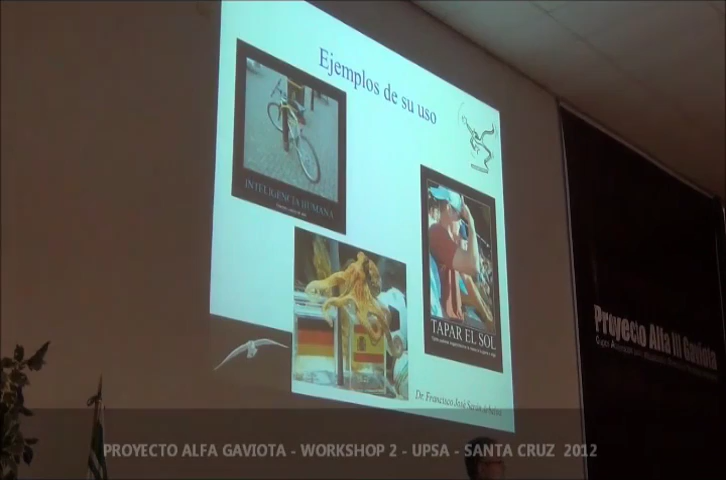 Ejemplos de su uso
INTELIGENCIA HUMANA
TAPAR EL SOL
Dr. Francisco José
Proyecto Alfa III Gaviota
PROYECTO ALFA GAVIOTA - WORKSHOP 2 - UPSA - SANTA CRUZ 2012